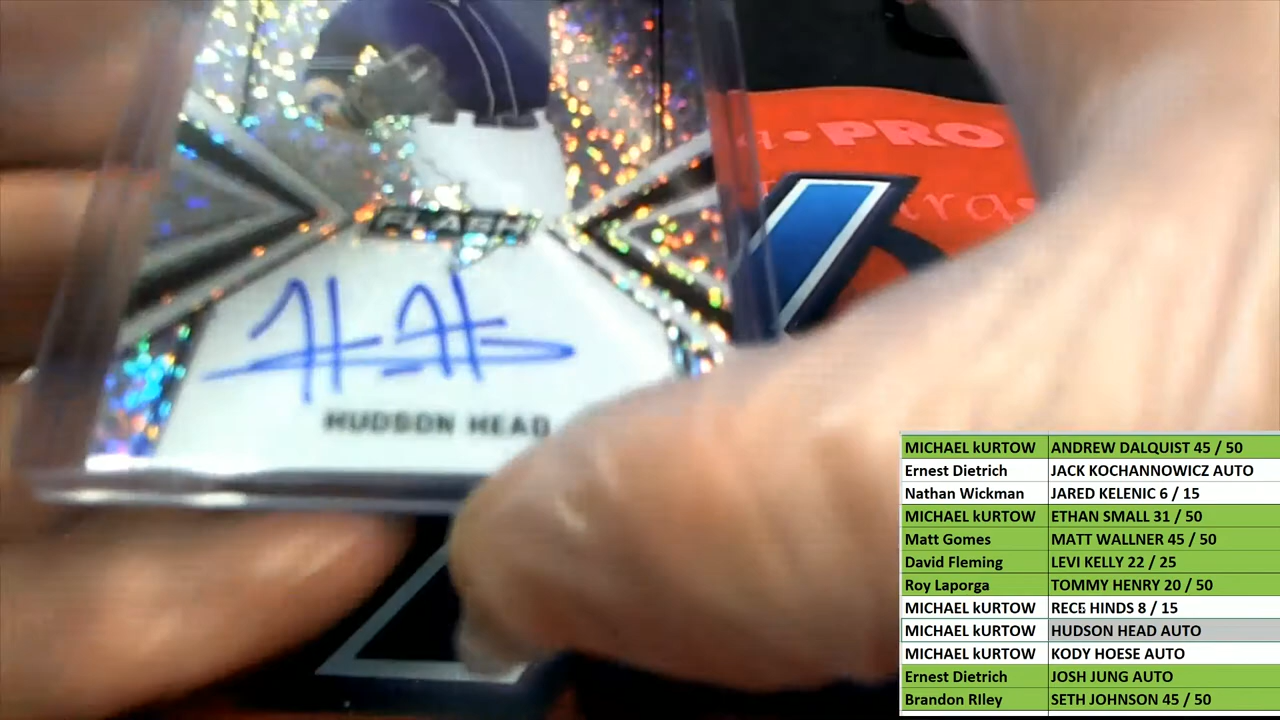 a • PRO
FLASH
HUDSON HEAD
MICHAEL kURTOW ANDREW DALQUIST 45 / 50
Ernest Dietrich JACK KOCHANNOWICZ AUTO
Nathan Wickman JARED KELENIC 6 / 15
MICHAEL kURTOW ETHAN SMALL 31 / 50
Matt Gomes MATT WALLNER 45 / 50
David Fleming LEVI KELLY 22 / 25
Roy Laporga TOMMY HENRY 20 / 50
MICHAEL kURTOW RECE HINDS 8 / 15
MICHAEL kURTOW HUDSON HEAD AUTO
MICHAEL kURTOW KODY HOESE AUTO
Ernest Dietrich JOSH JUNG AUTO
Brandon RIley SETH JOHNSON 45 / 50